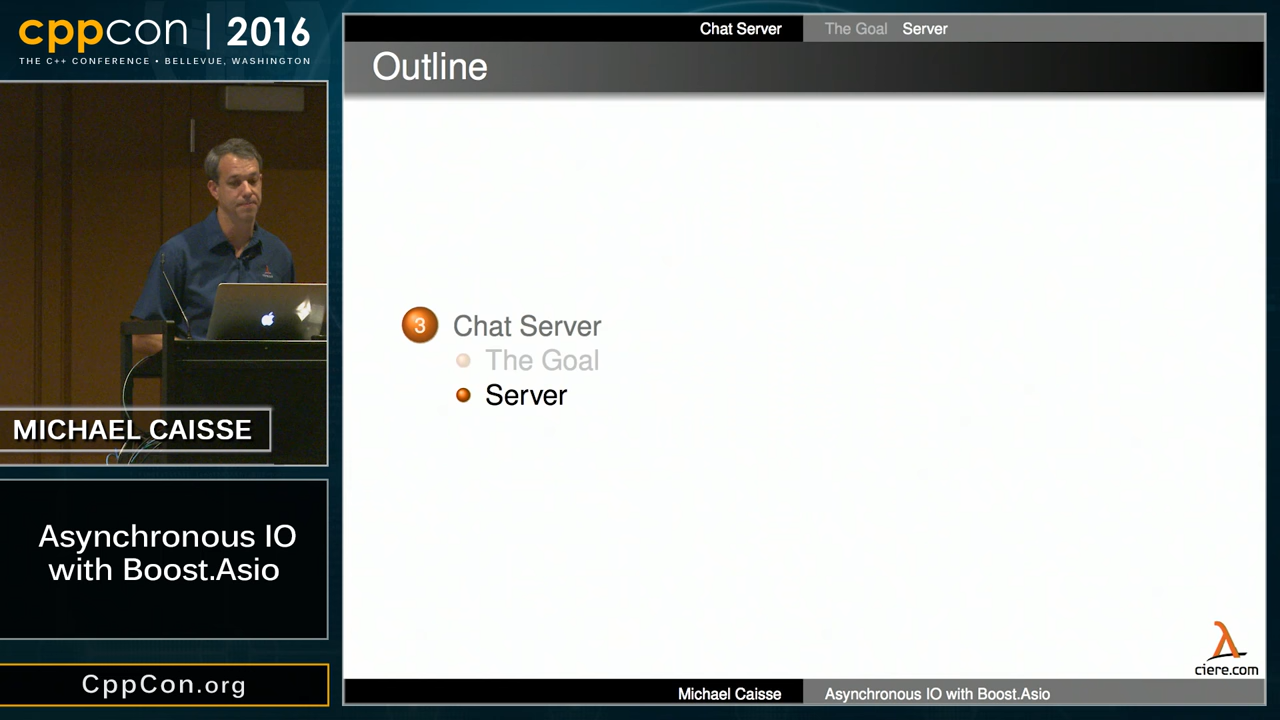 cppcon | 2016
THE C++ CONFERENCE • BELLEVUE, WASHINGTON
MICHAEL CAISSE
Asynchronous IO
with Boost.Asio
CppCon.org
Chat Server The Goal Server
Outline
3 Chat Server
The Goal
Server
ciere.com
Michael Caisse Asynchronous IO with Boost.Asio